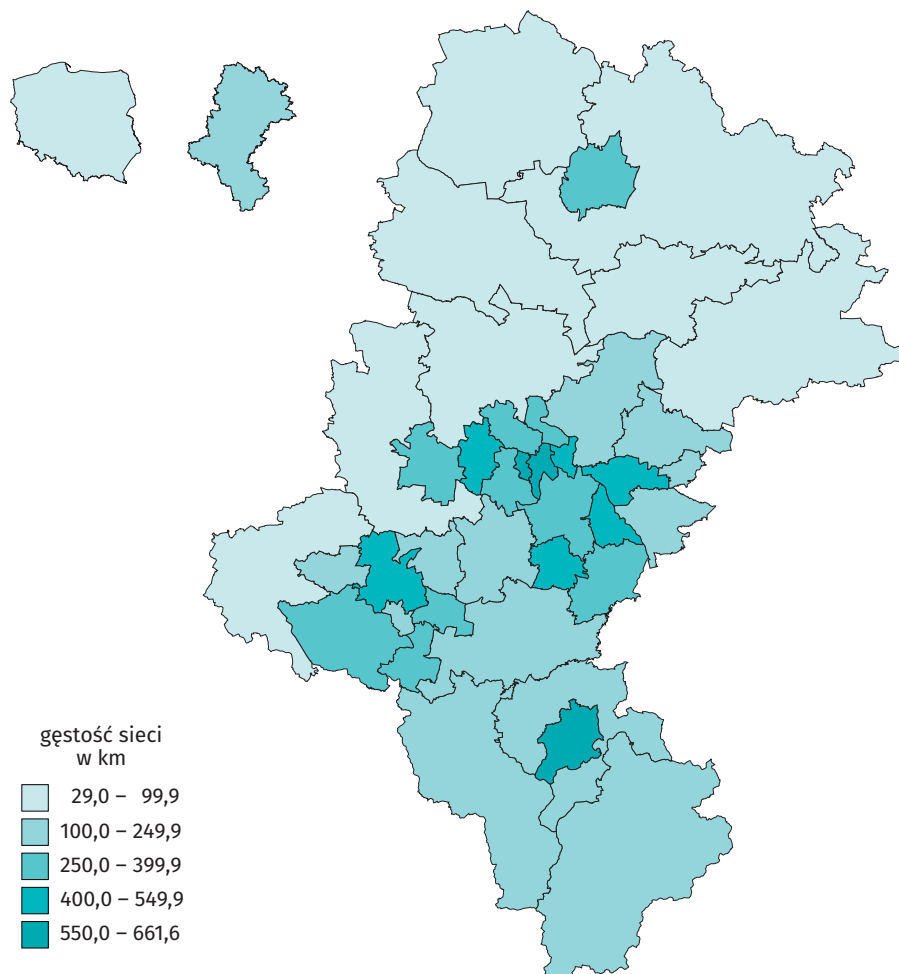 gęstość sieci
w km
29,0 – 99,9
100,0 – 249,9
250,0 – 399,9
400,0 – 549,9
550,0 – 661,6